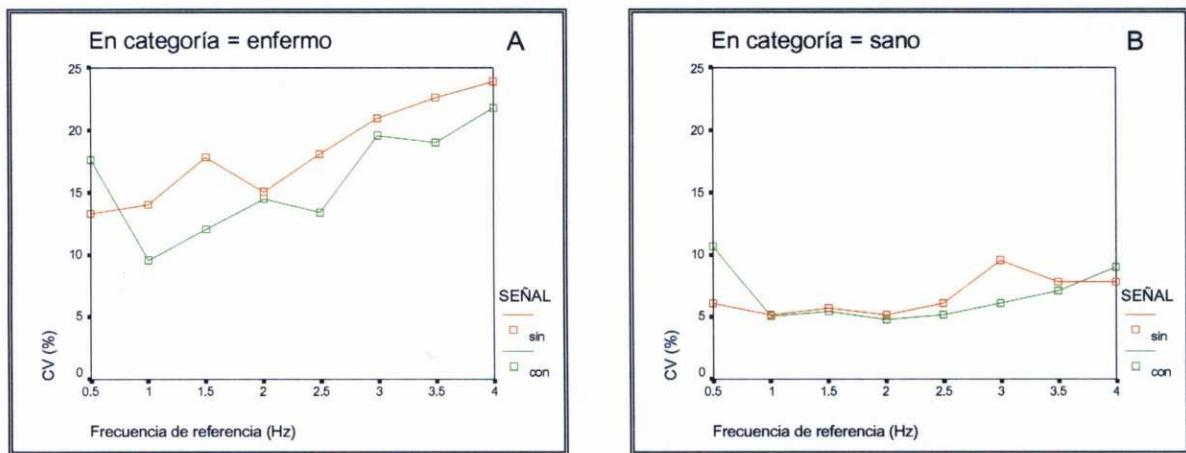 En categoría = enfermo A
25
20
15
10
5
0
CV (%)
0.5 1 1.5 2 2.5 3 3.5 4
Frecuencia de referencia (Hz)
SEÑAL
sin
con
En categoría = sano B
25
20
15
10
5
0
CV (%)
0.5 1 1.5 2 2.5 3 3.5 4
Frecuencia de referencia (Hz)
SEÑAL
sin
con